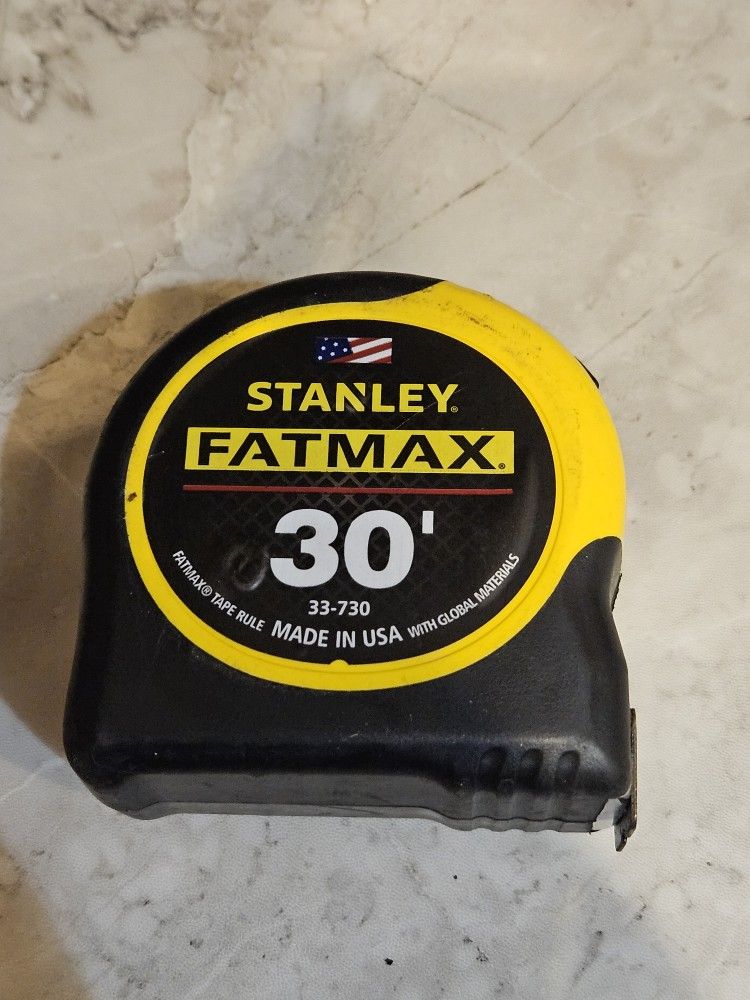 STANLEY®
FATMAX®
30'
33-730
FATMAX® TAPE RULE MADE IN USA WITH GLOBAL MATERIALS